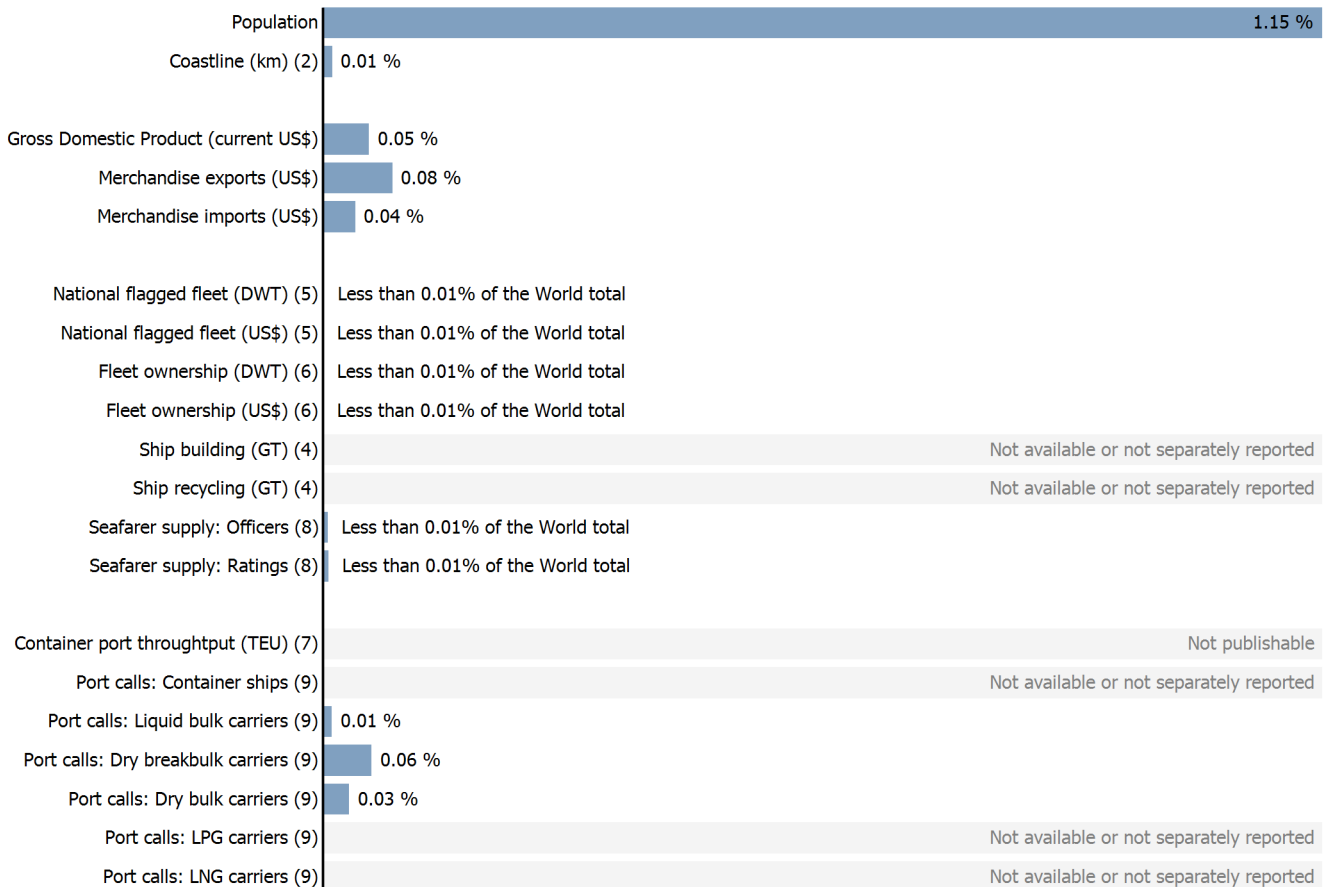 Population 1.15 %
Coastline (km) (2) 0.01 %
Gross Domestic Product (current US$) 0.05 %
Merchandise exports (US$) 0.08 %
Merchandise imports (US$) 0.04 %
National flagged fleet (DWT) (5) Less than 0.01% of the World total
National flagged fleet (US$) (5) Less than 0.01% of the World total
Fleet ownership (DWT) (6) Less than 0.01% of the World total
Fleet ownership (US$) (6) Less than 0.01% of the World total
Ship building (GT) (4) Not available or not separately reported
Ship recycling (GT) (4) Not available or not separately reported
Seafarer supply: Officers (8) Less than 0.01% of the World total
Seafarer supply: Ratings (8) Less than 0.01% of the World total
Container port throughtput (TEU) (7) Not publishable
Port calls: Container ships (9) Not available or not separately reported
Port calls: Liquid bulk carriers (9) 0.01 %
Port calls: Dry breakbulk carriers (9) 0.06 %
Port calls: Dry bulk carriers (9) 0.03 %
Port calls: LPG carriers (9) Not available or not separately reported
Port calls: LNG carriers (9) Not available or not separately reported